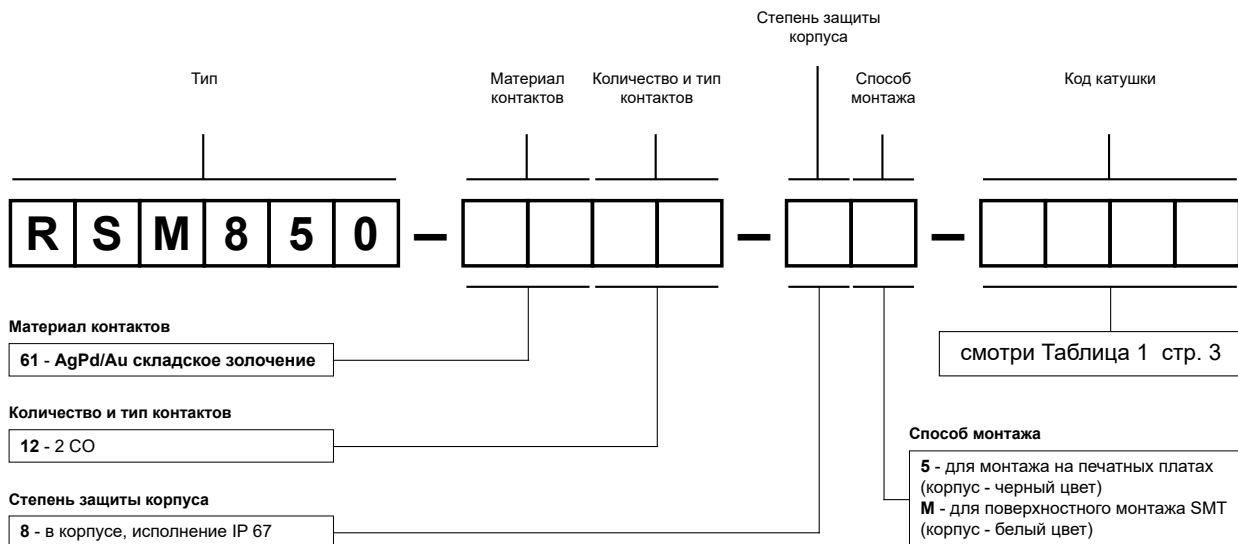 Степень защиты
корпуса
Тип
Материал
контактов
Количество и тип
контактов
Способ
монтажа
Код катушки
RSM850 – –  –
Материал контактов
61 - AgPd/Au складское золочение
смотри Таблица 1 стр. 3
Количество и тип контактов
12 - 2 CO
Способ монтажа
5 - для монтажа на печатных платах
(корпус - черный цвет)
M - для поверхностного монтажа SMT
(корпус - белый цвет)
Степень защиты корпуса
8 - в корпусе, исполнение IP 67